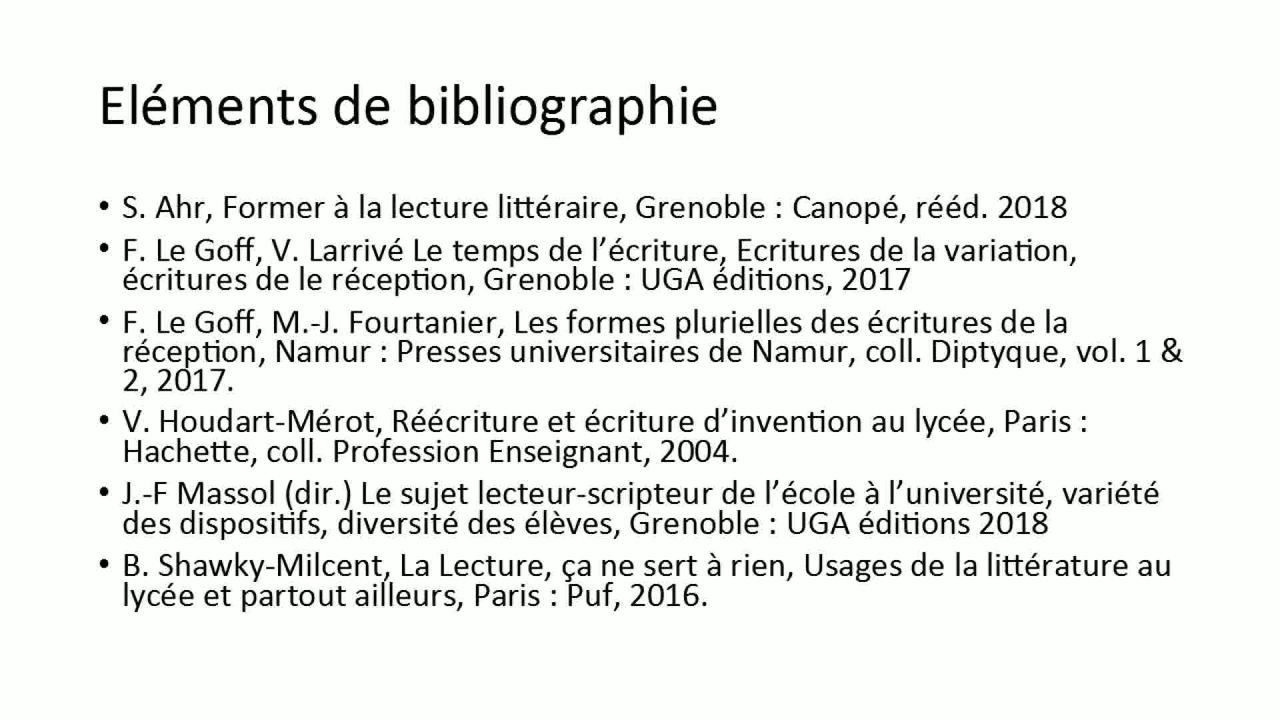 Eléments de bibliographie
• S. Ahr, Former à la lecture littéraire, Grenoble : Canopé, rééd. 2018
• F. Le Goff, V. Larrivé Le temps de l’écriture, Ecritures de la variation,
écritures de le réception, Grenoble : UGA éditions, 2017
• F. Le Goff, M.-J. Fourtanier, Les formes plurielles des écritures de la
réception, Namur : Presses universitaires de Namur, coll. Diptyque, vol. 1 &
2, 2017.
• V. Houdart-Mérot, Réécriture et écriture d’invention au lycée, Paris :
Hachette, coll. Profession Enseignant, 2004.
• J.-F Massol (dir.) Le sujet lecteur-scripteur de l’école à l’université, variété
des dispositifs, diversité des élèves, Grenoble : UGA éditions 2018
• B. Shawky-Milcent, La Lecture, ça ne sert à rien, Usages de la littérature au
lycée et partout ailleurs, Paris : Puf, 2016.